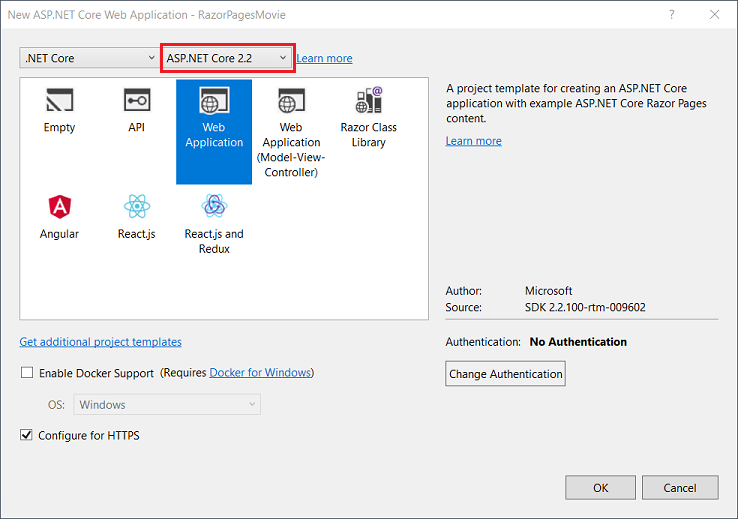 New ASP.NET Core Web Application - RazorPagesMovie
? 
.NET Core
ASP.NET Core 2.2
Learn more
Empty
API
Web
Application
Web
Application
(Model-View-
Controller)
Razor Class
Library
Angular
React.js
React.js and
Redux
A project template for creating an ASP.NET Core
application with example ASP.NET Core Razor Pages
content.
Learn more
Author: Microsoft
Source: SDK 2.2.100-rtm-009602
Get additional project templates
Authentication: No Authentication
Enable Docker Support (Requires Docker for Windows)
Change Authentication
OS: Windows
Configure for HTTPS
OK
Cancel